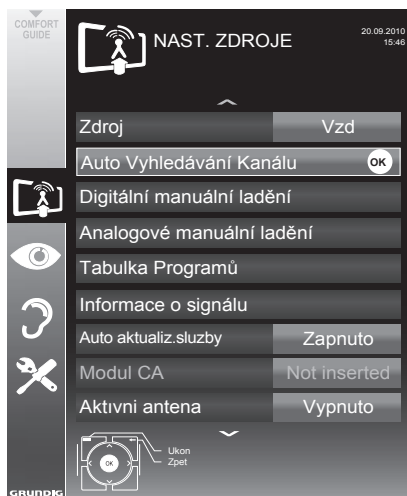 COMFORT
GUIDE
NAST. ZDROJE
20.09.2010
15:46
Zdroj Vzd
Auto Vyhledávání Kanálu OK
Digitální manuální ladění
Analogové manuální ladění
Tabulka Programů
Informace o signálu
Auto aktualiz.sluzby Zapnuto
Modul CA Not inserted
Aktivni antena Vypnuto
Ukon
Zpet
OK
GRUNDIG